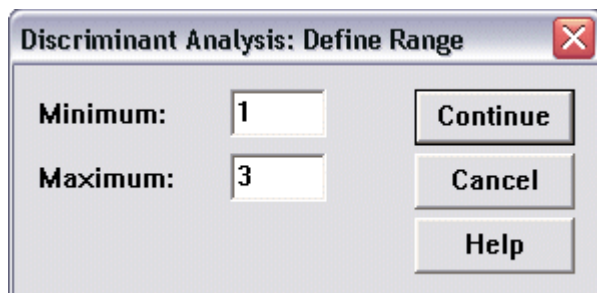 Discriminant Analysis: Define Range
Minimum: 1 Continue
Maximum: 3 Cancel
Help